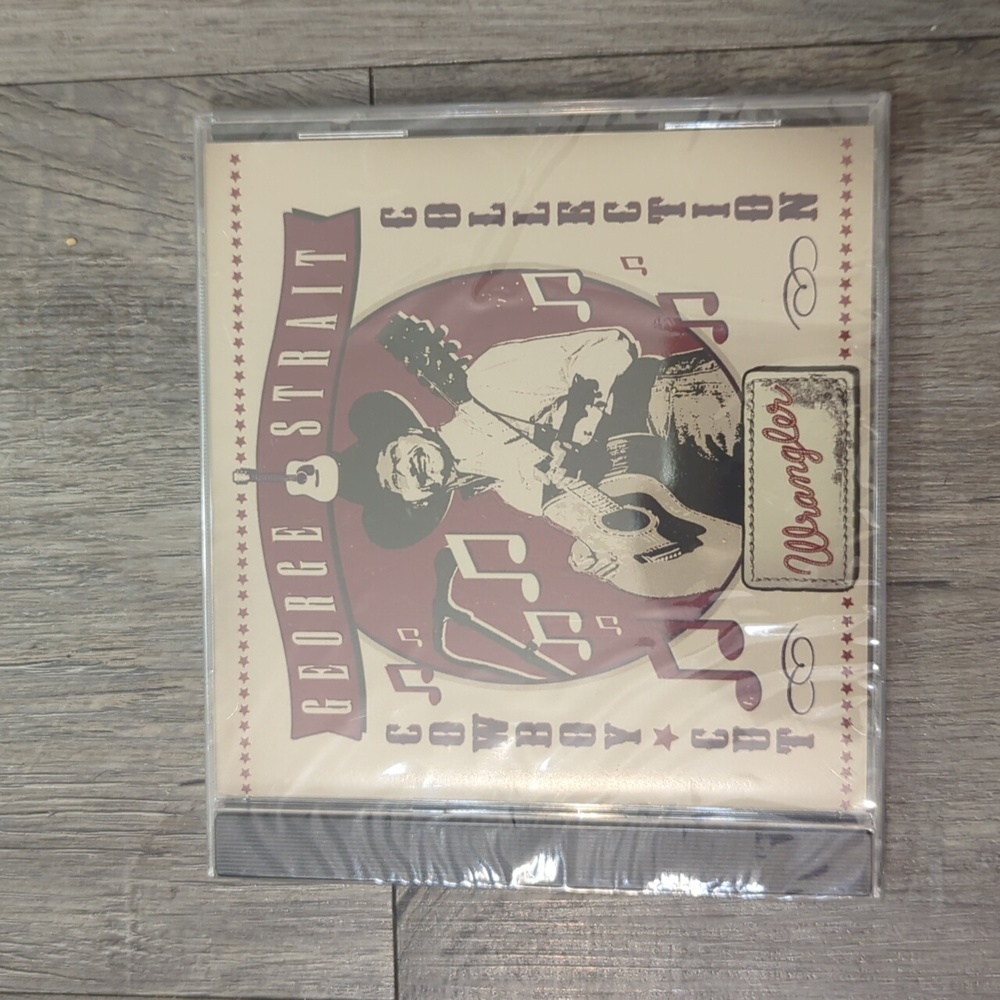 GEORGE STRAIT
COWBOY ★ CUT
COLLECTION
Wrangler